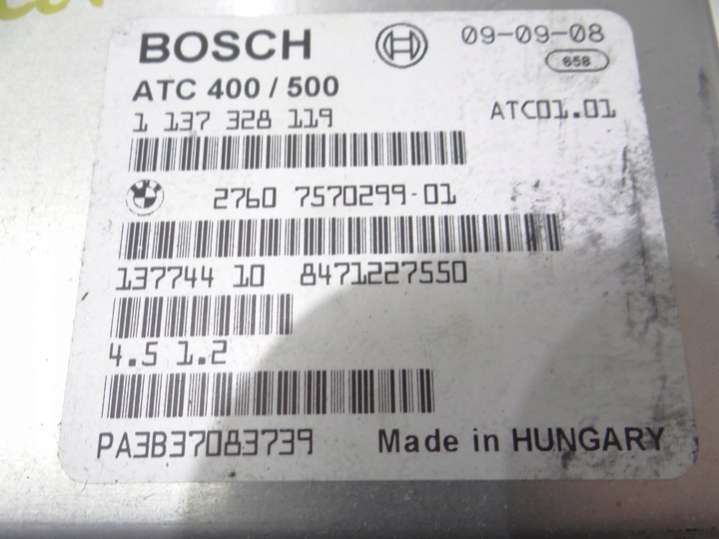 BOSCH 09-09-08
658
ATC 400 / 500
1 137 328 119 ATC01.01
2760 7570299-01
137744 10 8471227550
4.5 1.2
PA3B37083739 Made in HUNGARY